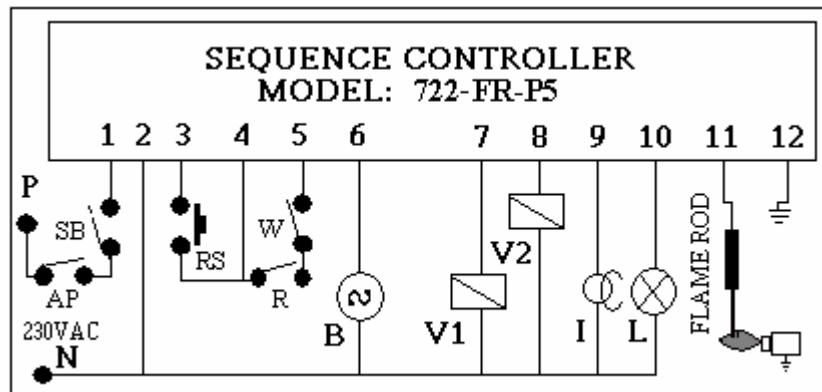 SEQUENCE CONTROLLER
MODEL: 722-FR-P5
1 2 3 4 5 6 7 8 9 10 11 12
P
SB
RS
W
AP
R
B
V1
V2
I
L
FLAME ROD
230VAC
N